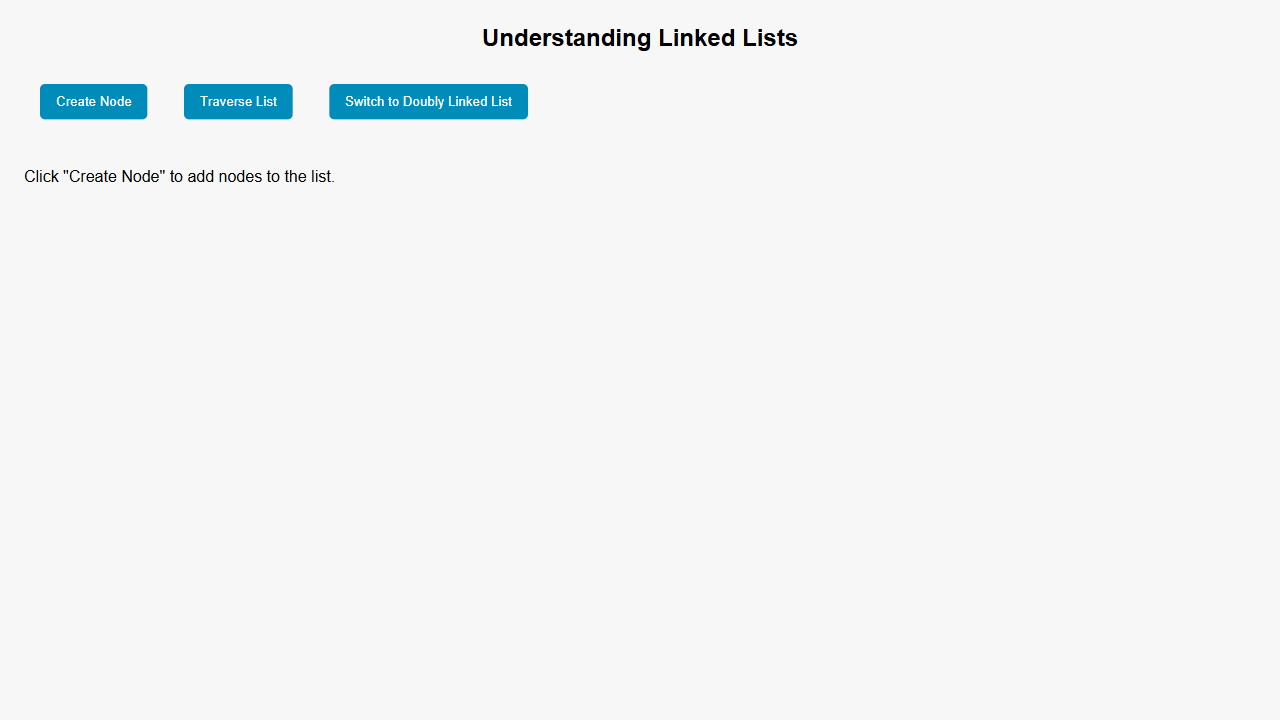 Understanding Linked Lists
Create Node
Traverse List
Switch to Doubly Linked List
Click "Create Node" to add nodes to the list.